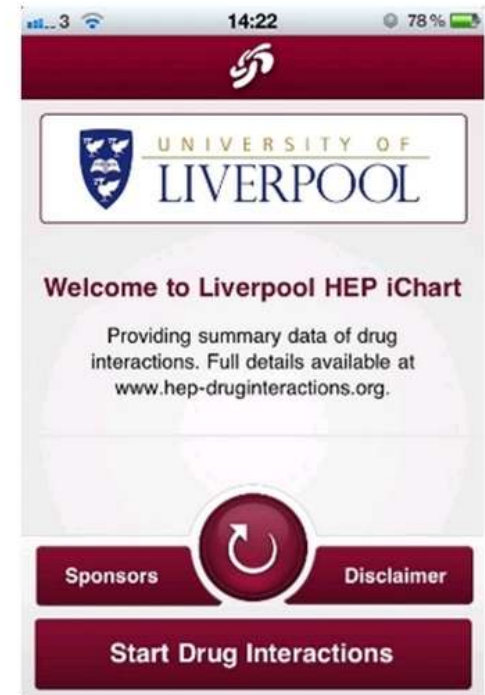 3 14:22 78 %
UNIVERSITY OF
LIVERPOOL
Welcome to Liverpool HEP iChart
Providing summary data of drug
interactions. Full details available at
www.hep-druginteractions.org.
Sponsors Disclaimer
Start Drug Interactions